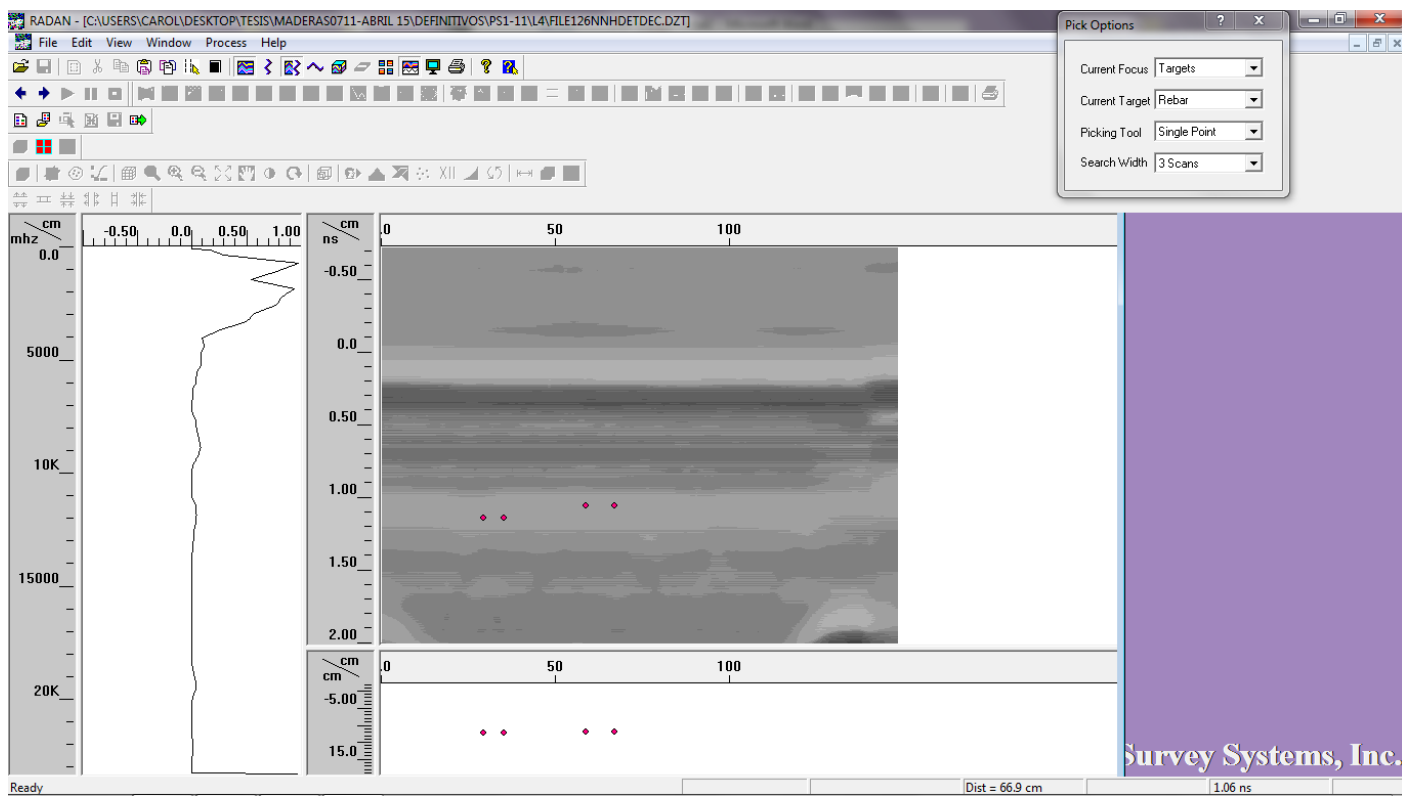 RADAN - [C:\USERS\CAROL\DESKTOP\TESIS\MADERAS0711-ABRIL 15\DEFINITIVOS\PS1-11\L4\FILE126NNHDETDEC.DZT]
File Edit View Window Process Help
Pick Options
Current Focus Targets
Current Target Rebar
Picking Tool Single Point
Search Width 3 Scans
XII
cm
mhz
-0.50 0.0 0.50 1.00
cm
ns
.0 50 100
0.0
5000
10K
15000
20K
-0.50
0.0
0.50
1.00
1.50
2.00
cm
cm
.0 50 100
-5.00
15.0
Survey Systems, Inc.
Ready
Dist = 66.9 cm
1.06 ns